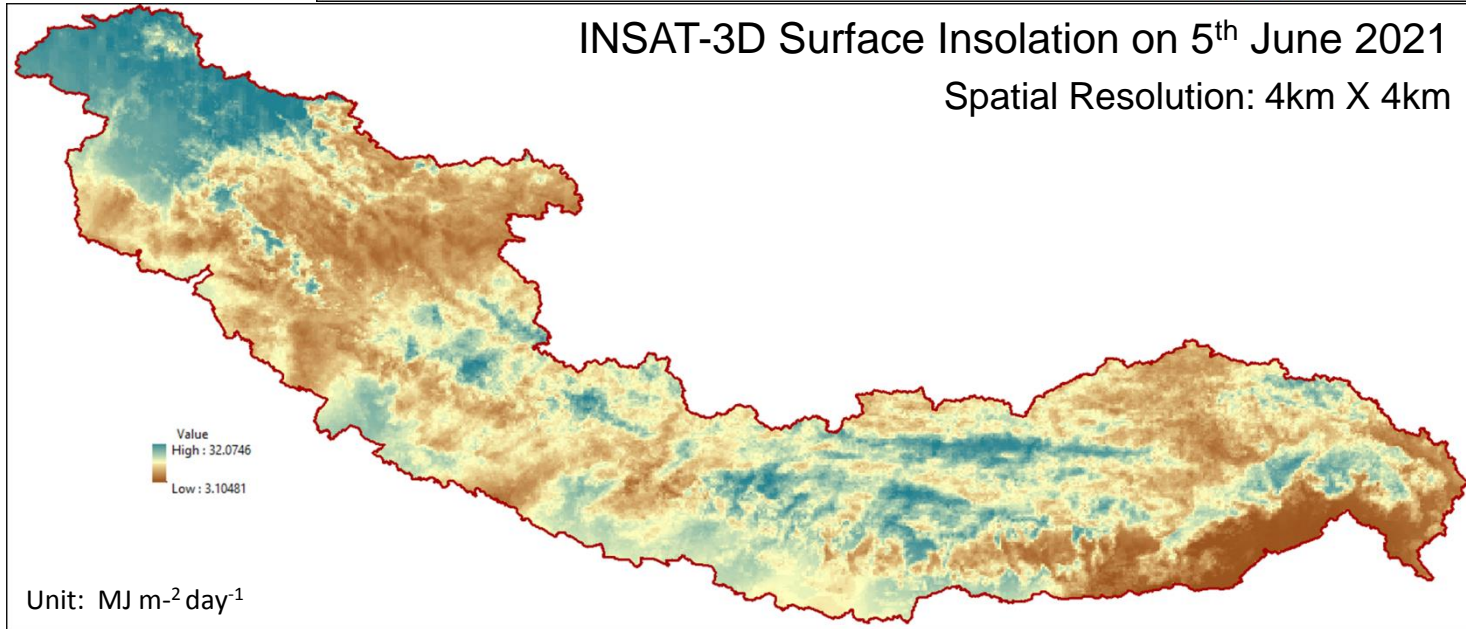 INSAT-3D Surface Insolation on 5th June 2021
Spatial Resolution: 4km X 4km
Value
High : 32.0746
Low : 3.10481
Unit: MJ m-² day⁻¹